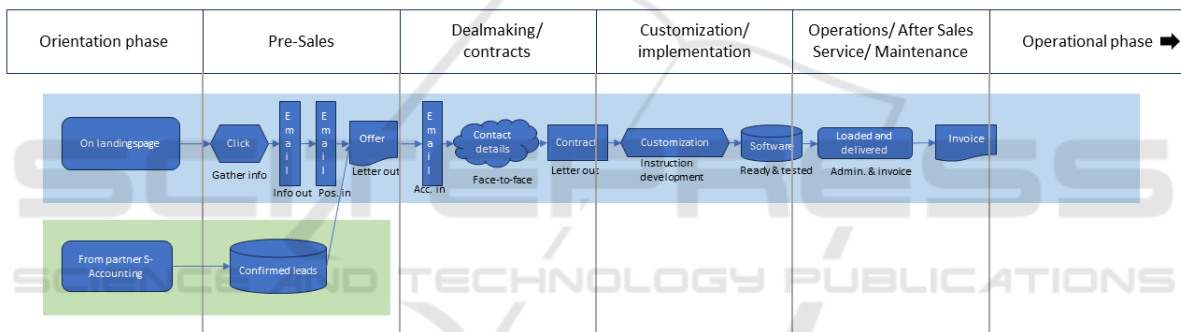 Orientation phase
Pre-Sales
Dealmaking/
contracts
Customization/
implementation
Operations/ After Sales
Service/ Maintenance
Operational phase
On landingspage
Click
Gather info
Email
Info out
Email
Pos. in
Offer
Letter out
Email
Acc. in
Contact
details
Face-to-face
Contract
Letter out
Customization
Instruction
development
Software
Ready & tested
Loaded and
delivered
Admin. & invoice
Invoice
From partner S-
Accounting
Confirmed leads
SCITEPRESS
SCIENCE AND TECHNOLOGY PUBLICATIONS